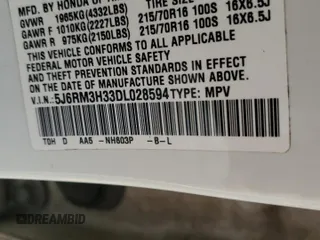 MFD. BY HONDA OF
GVWR 1965KG(4332LBS)
GAWR F 1010KG(2227LBS) 215/70R16 100S 16X6.5J
GAWR R 975KG(2150LBS) 215/70R16 100S 16X6.5J
THIS VEHICLE CONFORMS TO ALL APPLICABLE
FEDERAL MOTOR VEHICLE SAFETY AND
THEFT PREVENTION STANDARDS IN EFFECT ON THE
DATE OF MANUFACTURE SHOWN ABOVE.
V.I.N.: 5J6RM3H33DL028594 TYPE: MPV
TDH D AA5 -NH603P -B-L
DREAMBID